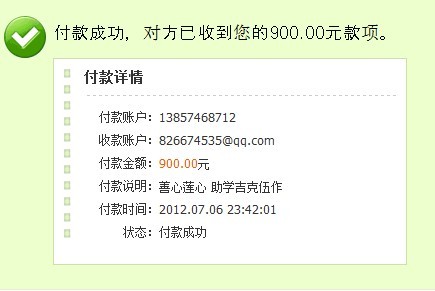 付款成功，对方已收到您的900.00元款项。
付款详情
付款账户：13857468712
收款账户：826674535@qq.com
付款金额：900.00元
付款说明：善心莲心 助学吉克伍作
付款时间：2012.07.06 23:42:01
状态：付款成功